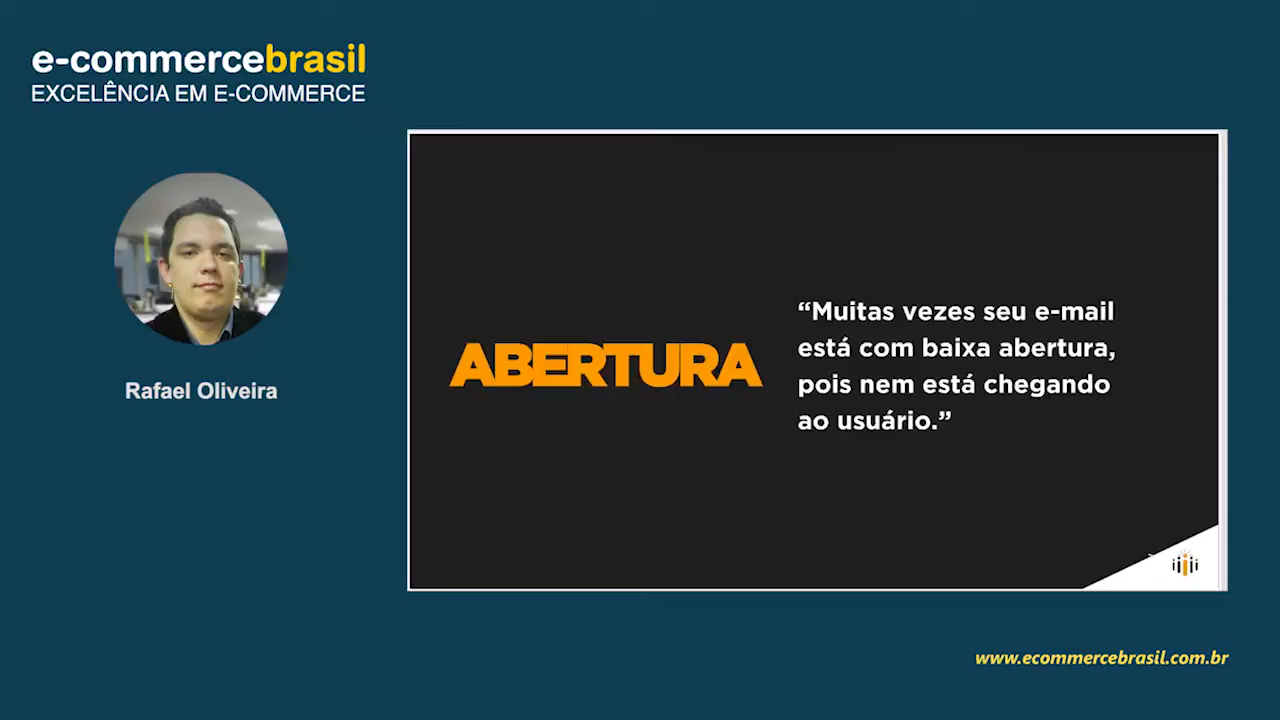 e-commercebrasil
EXCELÊNCIA EM E-COMMERCE
Rafael Oliveira
ABERTURA
“Muitas vezes seu e-mail
está com baixa abertura,
pois nem está chegando
ao usuário.”
www.ecommercebrasil.com.br